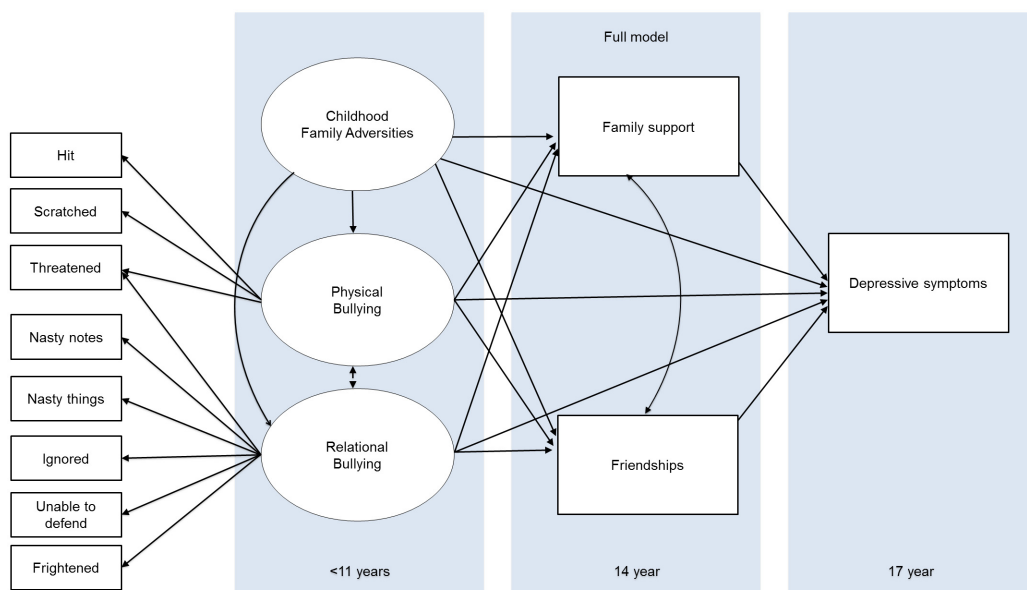 Full model
Childhood
Family Adversities
Family support
Hit
Scratched
Threatened
Physical
Bullying
Depressive symptoms
Nasty notes
Nasty things
Ignored
Relational
Bullying
Friendships
Unable to
defend
Frightened
<11 years
14 year
17 year